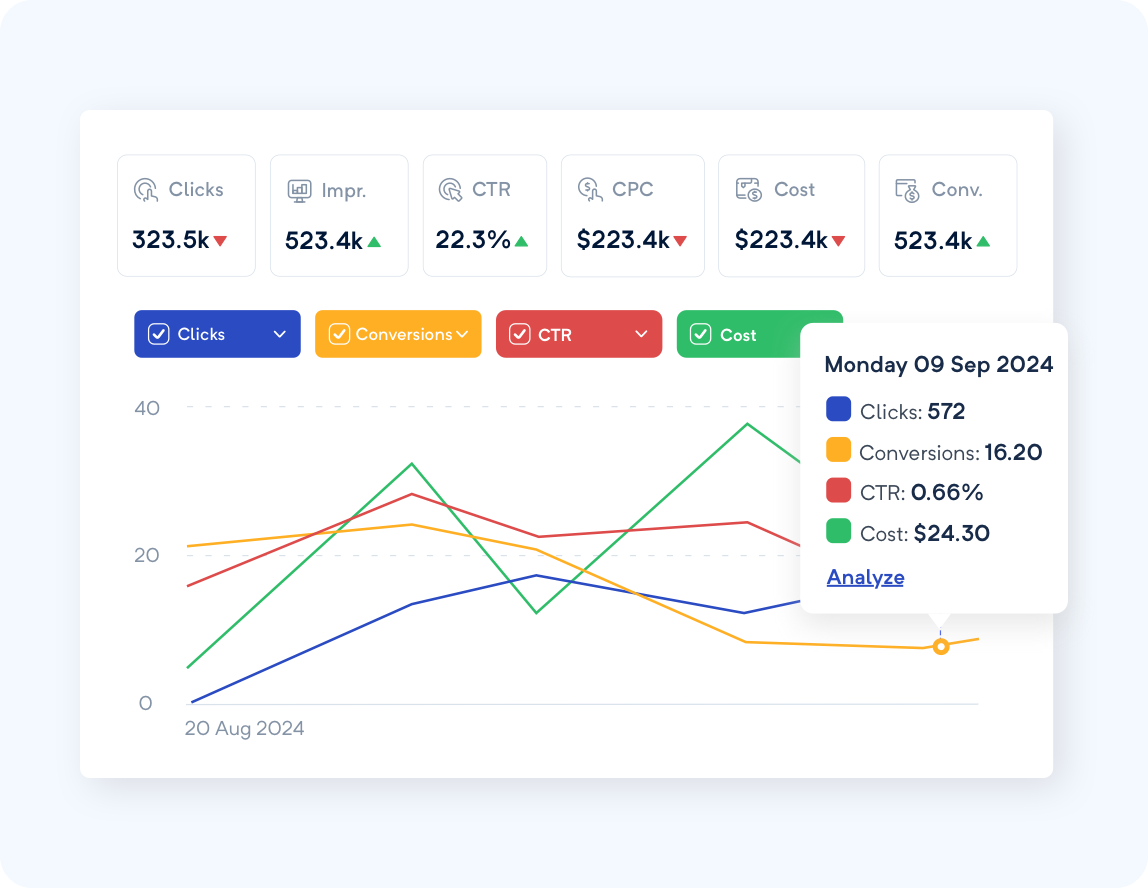 Clicks Impr. CTR CPC Cost Conv.
323.5k 523.4k 22.3% $223.4k $223.4k 523.4k
Clicks Conversions CTR Cost
Monday 09 Sep 2024
Clicks: 572
Conversions: 16.20
CTR: 0.66%
Cost: $24.30
Analyze
40
20
0
20 Aug 2024